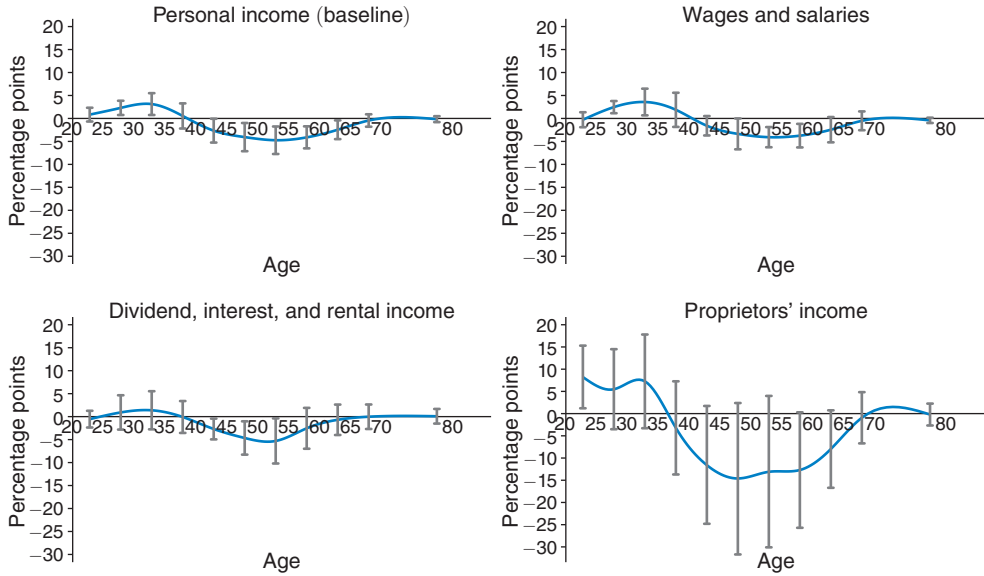 Personal income (baseline)
Percentage points
20
15
10
5
0
−5
−10
−15
−20
−25
−30
20 25 30 35 40 45 50 55 60 70 80
Age
Wages and salaries
Percentage points
20
15
10
5
0
−5
−10
−15
−20
−25
−30
20 25 30 35 40 45 50 55 60 70 80
Age
Dividend, interest, and rental income
Percentage points
20
15
10
5
0
−5
−10
−15
−20
−25
−30
20 25 30 35 40 45 50 55 60 70 80
Age
Proprietors’ income
Percentage points
20
15
10
5
0
−5
−10
−15
−20
−25
−30
20 25 30 35 40 45 50 55 60 70 80
Age